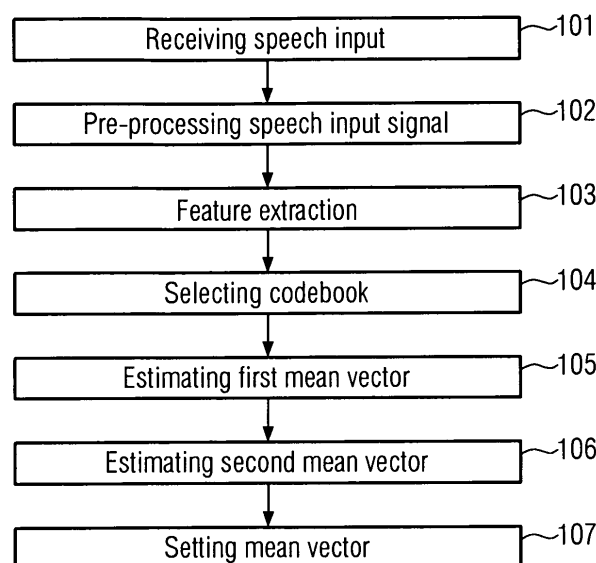 Receiving speech input 101
Pre-processing speech input signal 102
Feature extraction 103
Selecting codebook 104
Estimating first mean vector 105
Estimating second mean vector 106
Setting mean vector 107